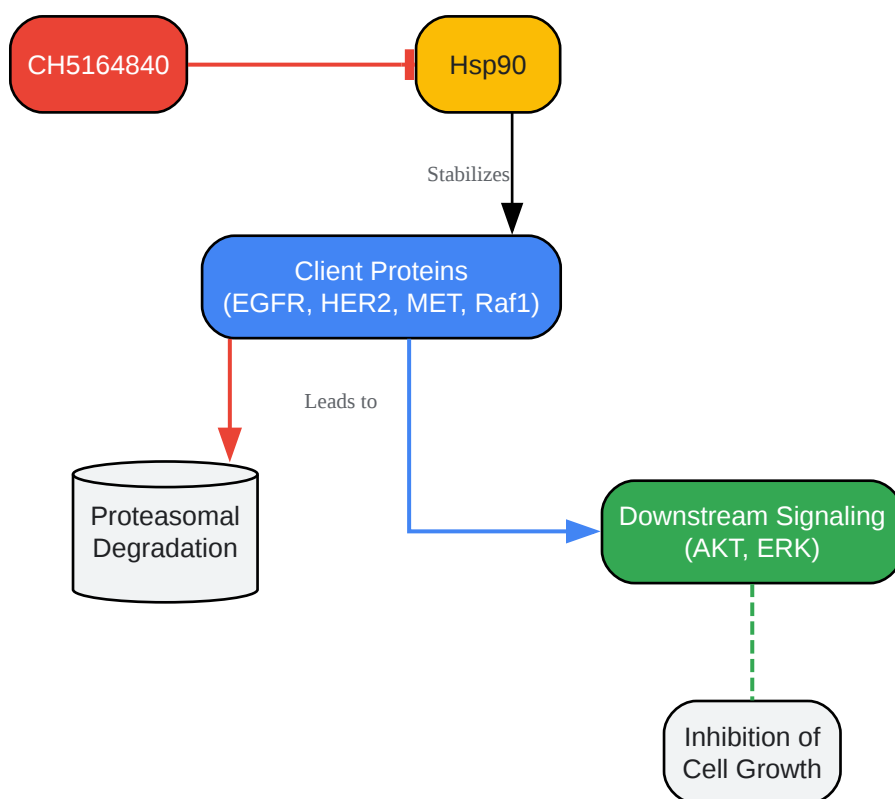 CH5164840
Hsp90
Stabilizes
Client Proteins
(EGFR, HER2, MET, Raf1)
Leads to
Proteasomal
Degradation
Downstream Signaling
(AKT, ERK)
Inhibition of
Cell Growth